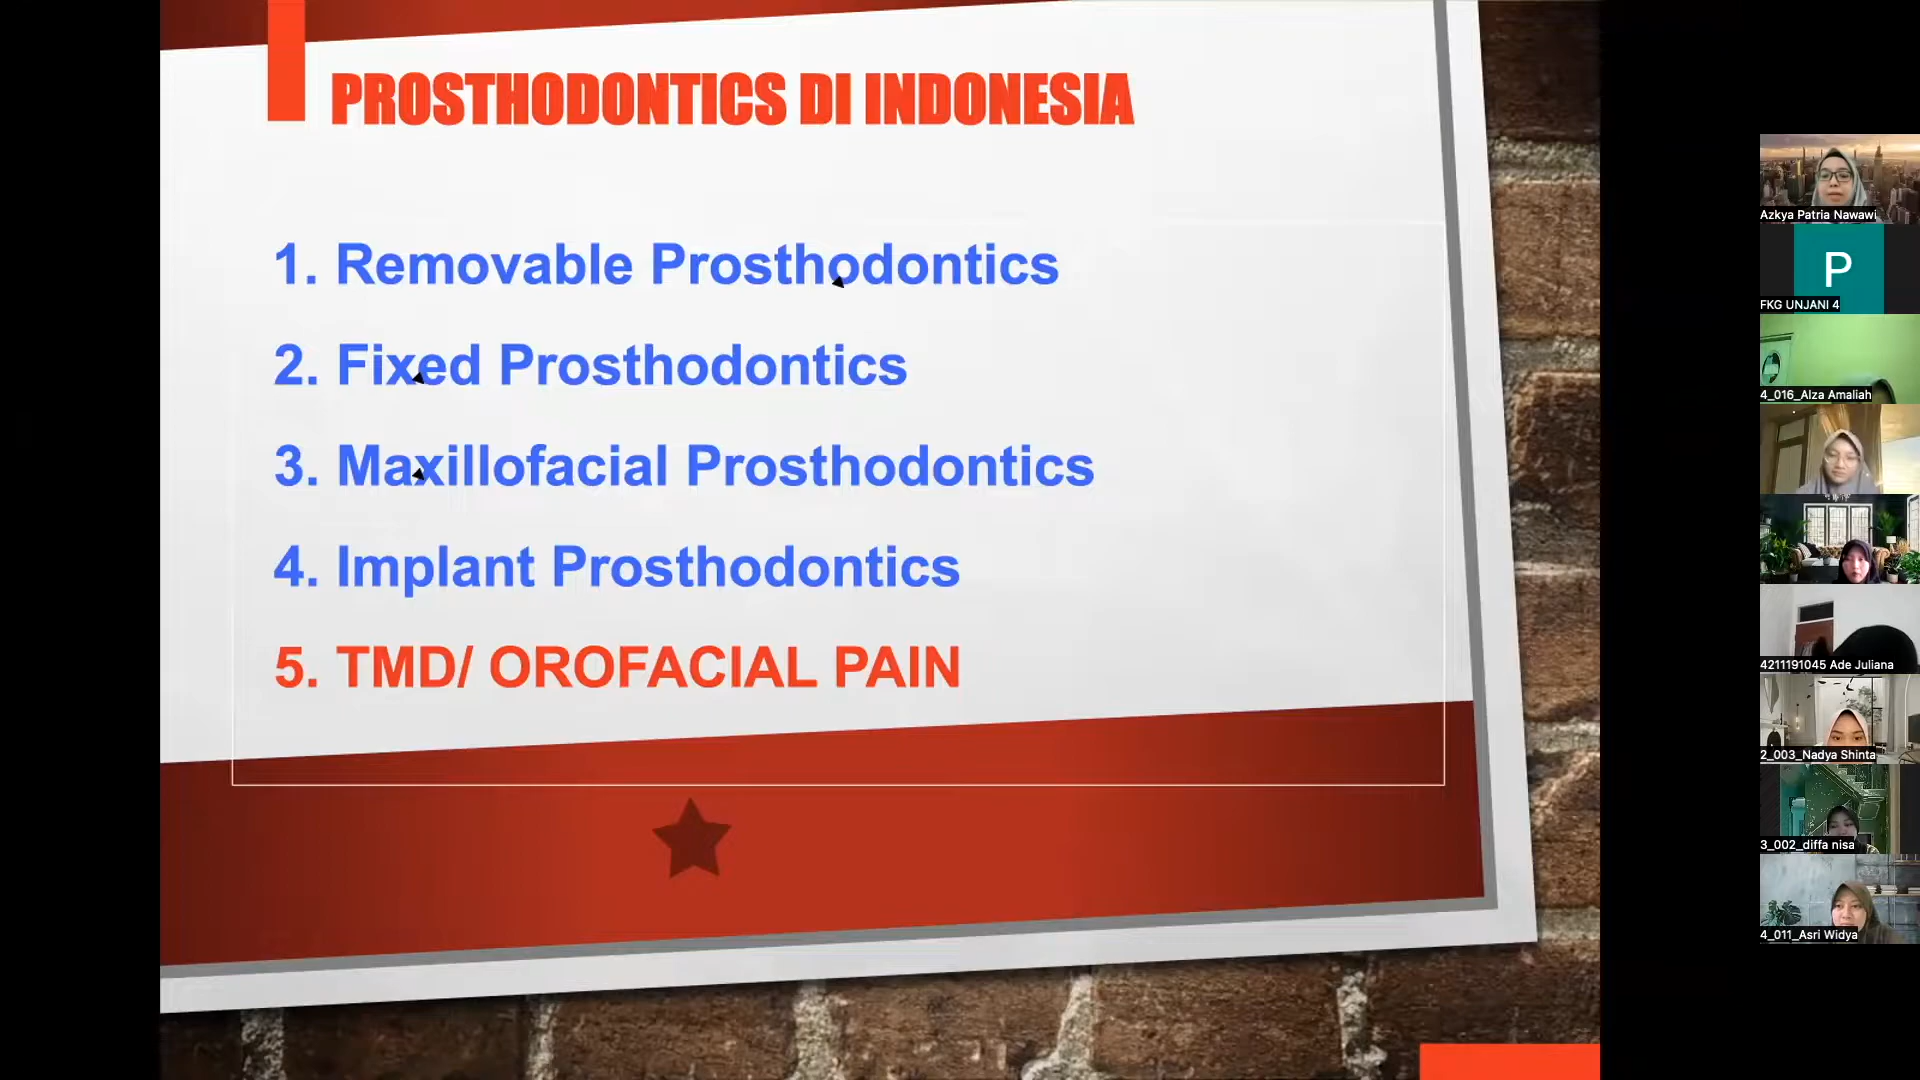 PROSTHODONTICS DI INDONESIA
1. Removable Prosthodontics
2. Fixed Prosthodontics
3. Maxillofacial Prosthodontics
4. Implant Prosthodontics
5. TMD/ OROFACIAL PAIN
Azkya Patria Nawawi
P
FKG UNJANI 4
4_016_Alza Amaliah
4211191045 Ade Juliana
2_003_Nadya Shinta
3_002_diffa nisa
4_011_Asri Widya